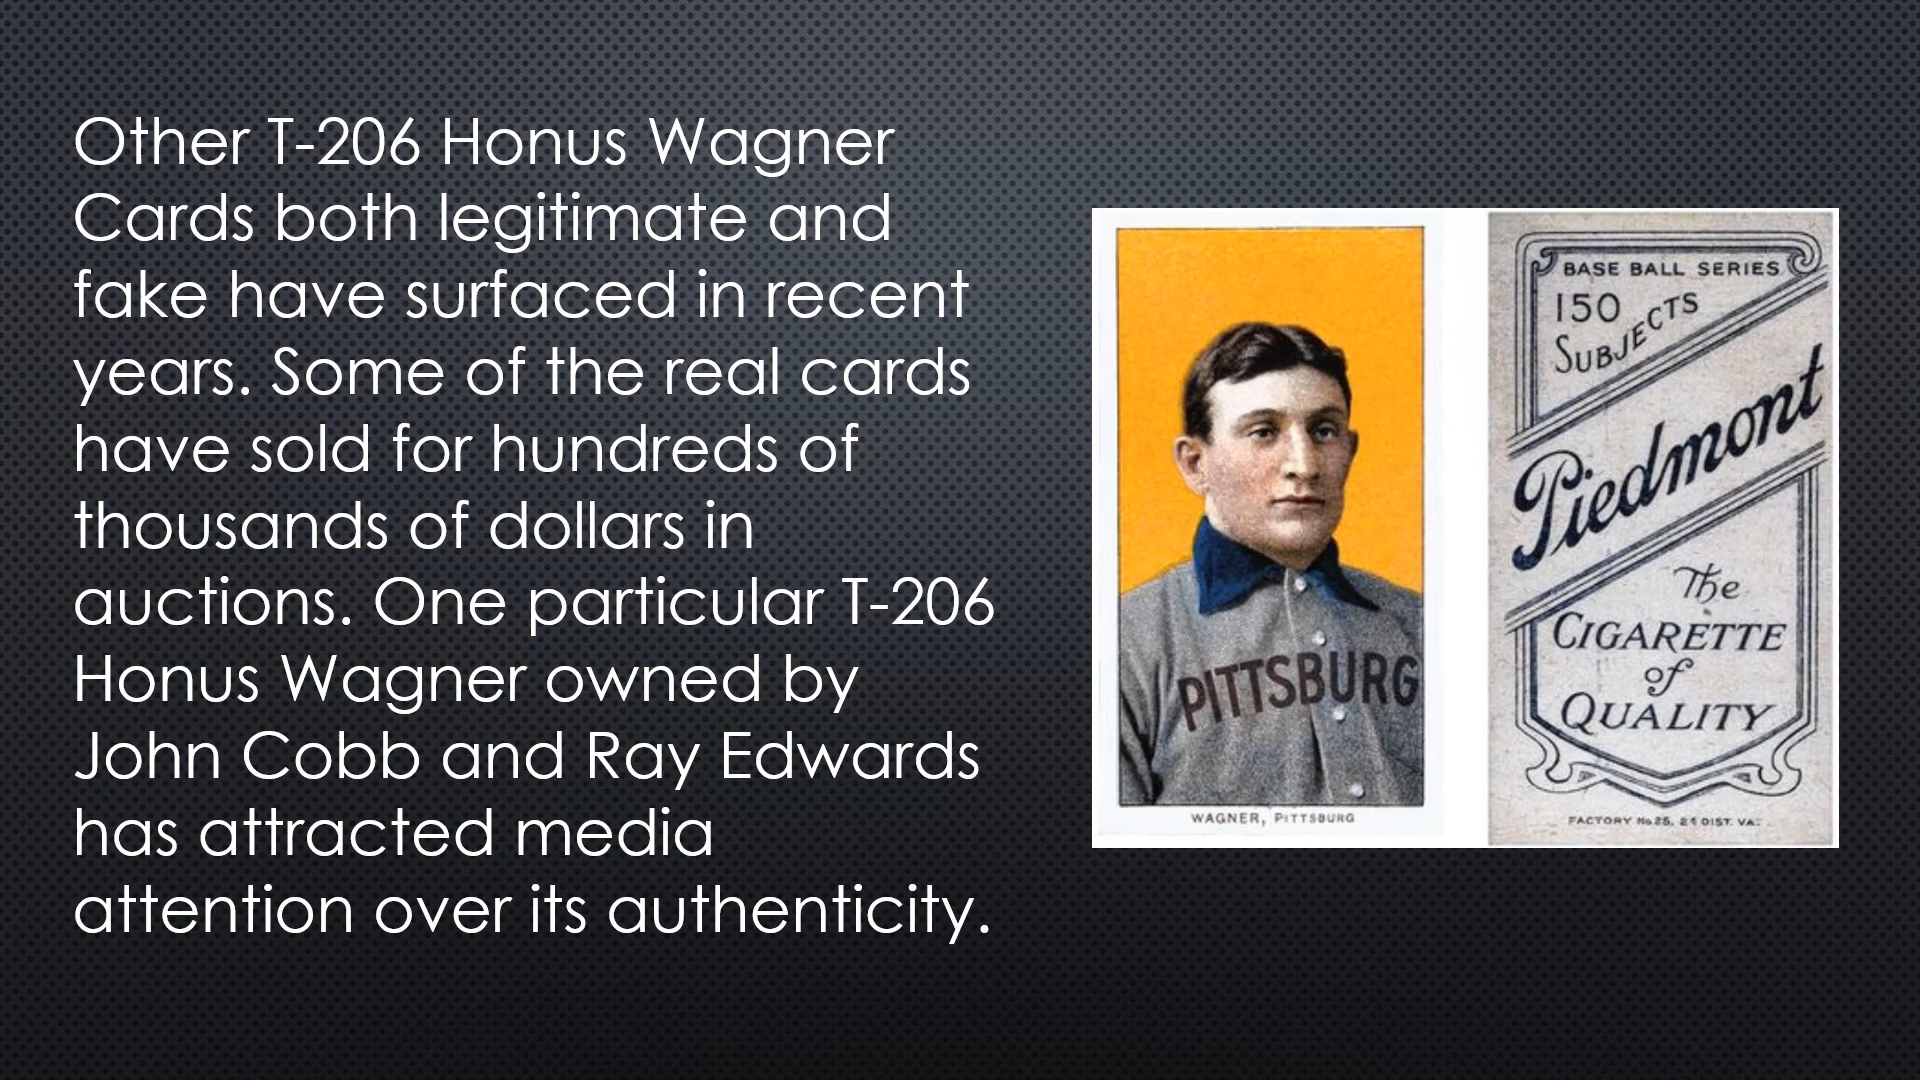 Other T-206 Honus Wagner
Cards both legitimate and
fake have surfaced in recent
years. Some of the real cards
have sold for hundreds of
thousands of dollars in
auctions. One particular T-206
Honus Wagner owned by
John Cobb and Ray Edwards
has attracted media
attention over its authenticity.
PITTSBURG
WAGNER, PITTSBURG
BASE BALL SERIES
150
SUBJECTS
Piedmont
The
CIGARETTE
of
QUALITY
FACTORY No. 25, 2d DIST. VA.